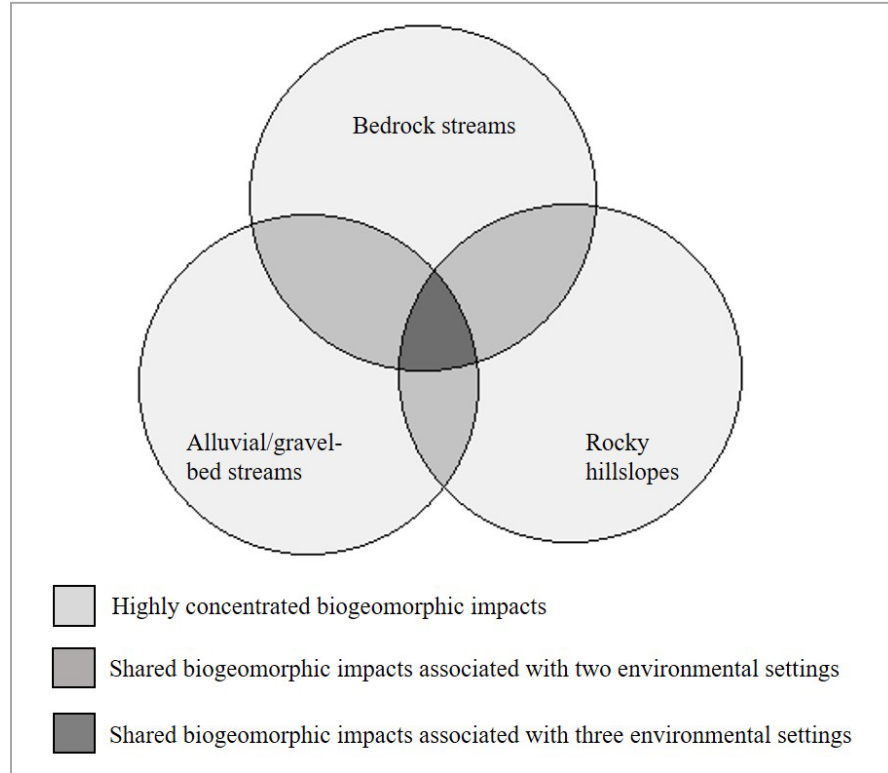 Bedrock streams
Alluvial/gravel-
bed streams
Rocky
hillslopes
Highly concentrated biogeomorphic impacts
Shared biogeomorphic impacts associated with two environmental settings
Shared biogeomorphic impacts associated with three environmental settings